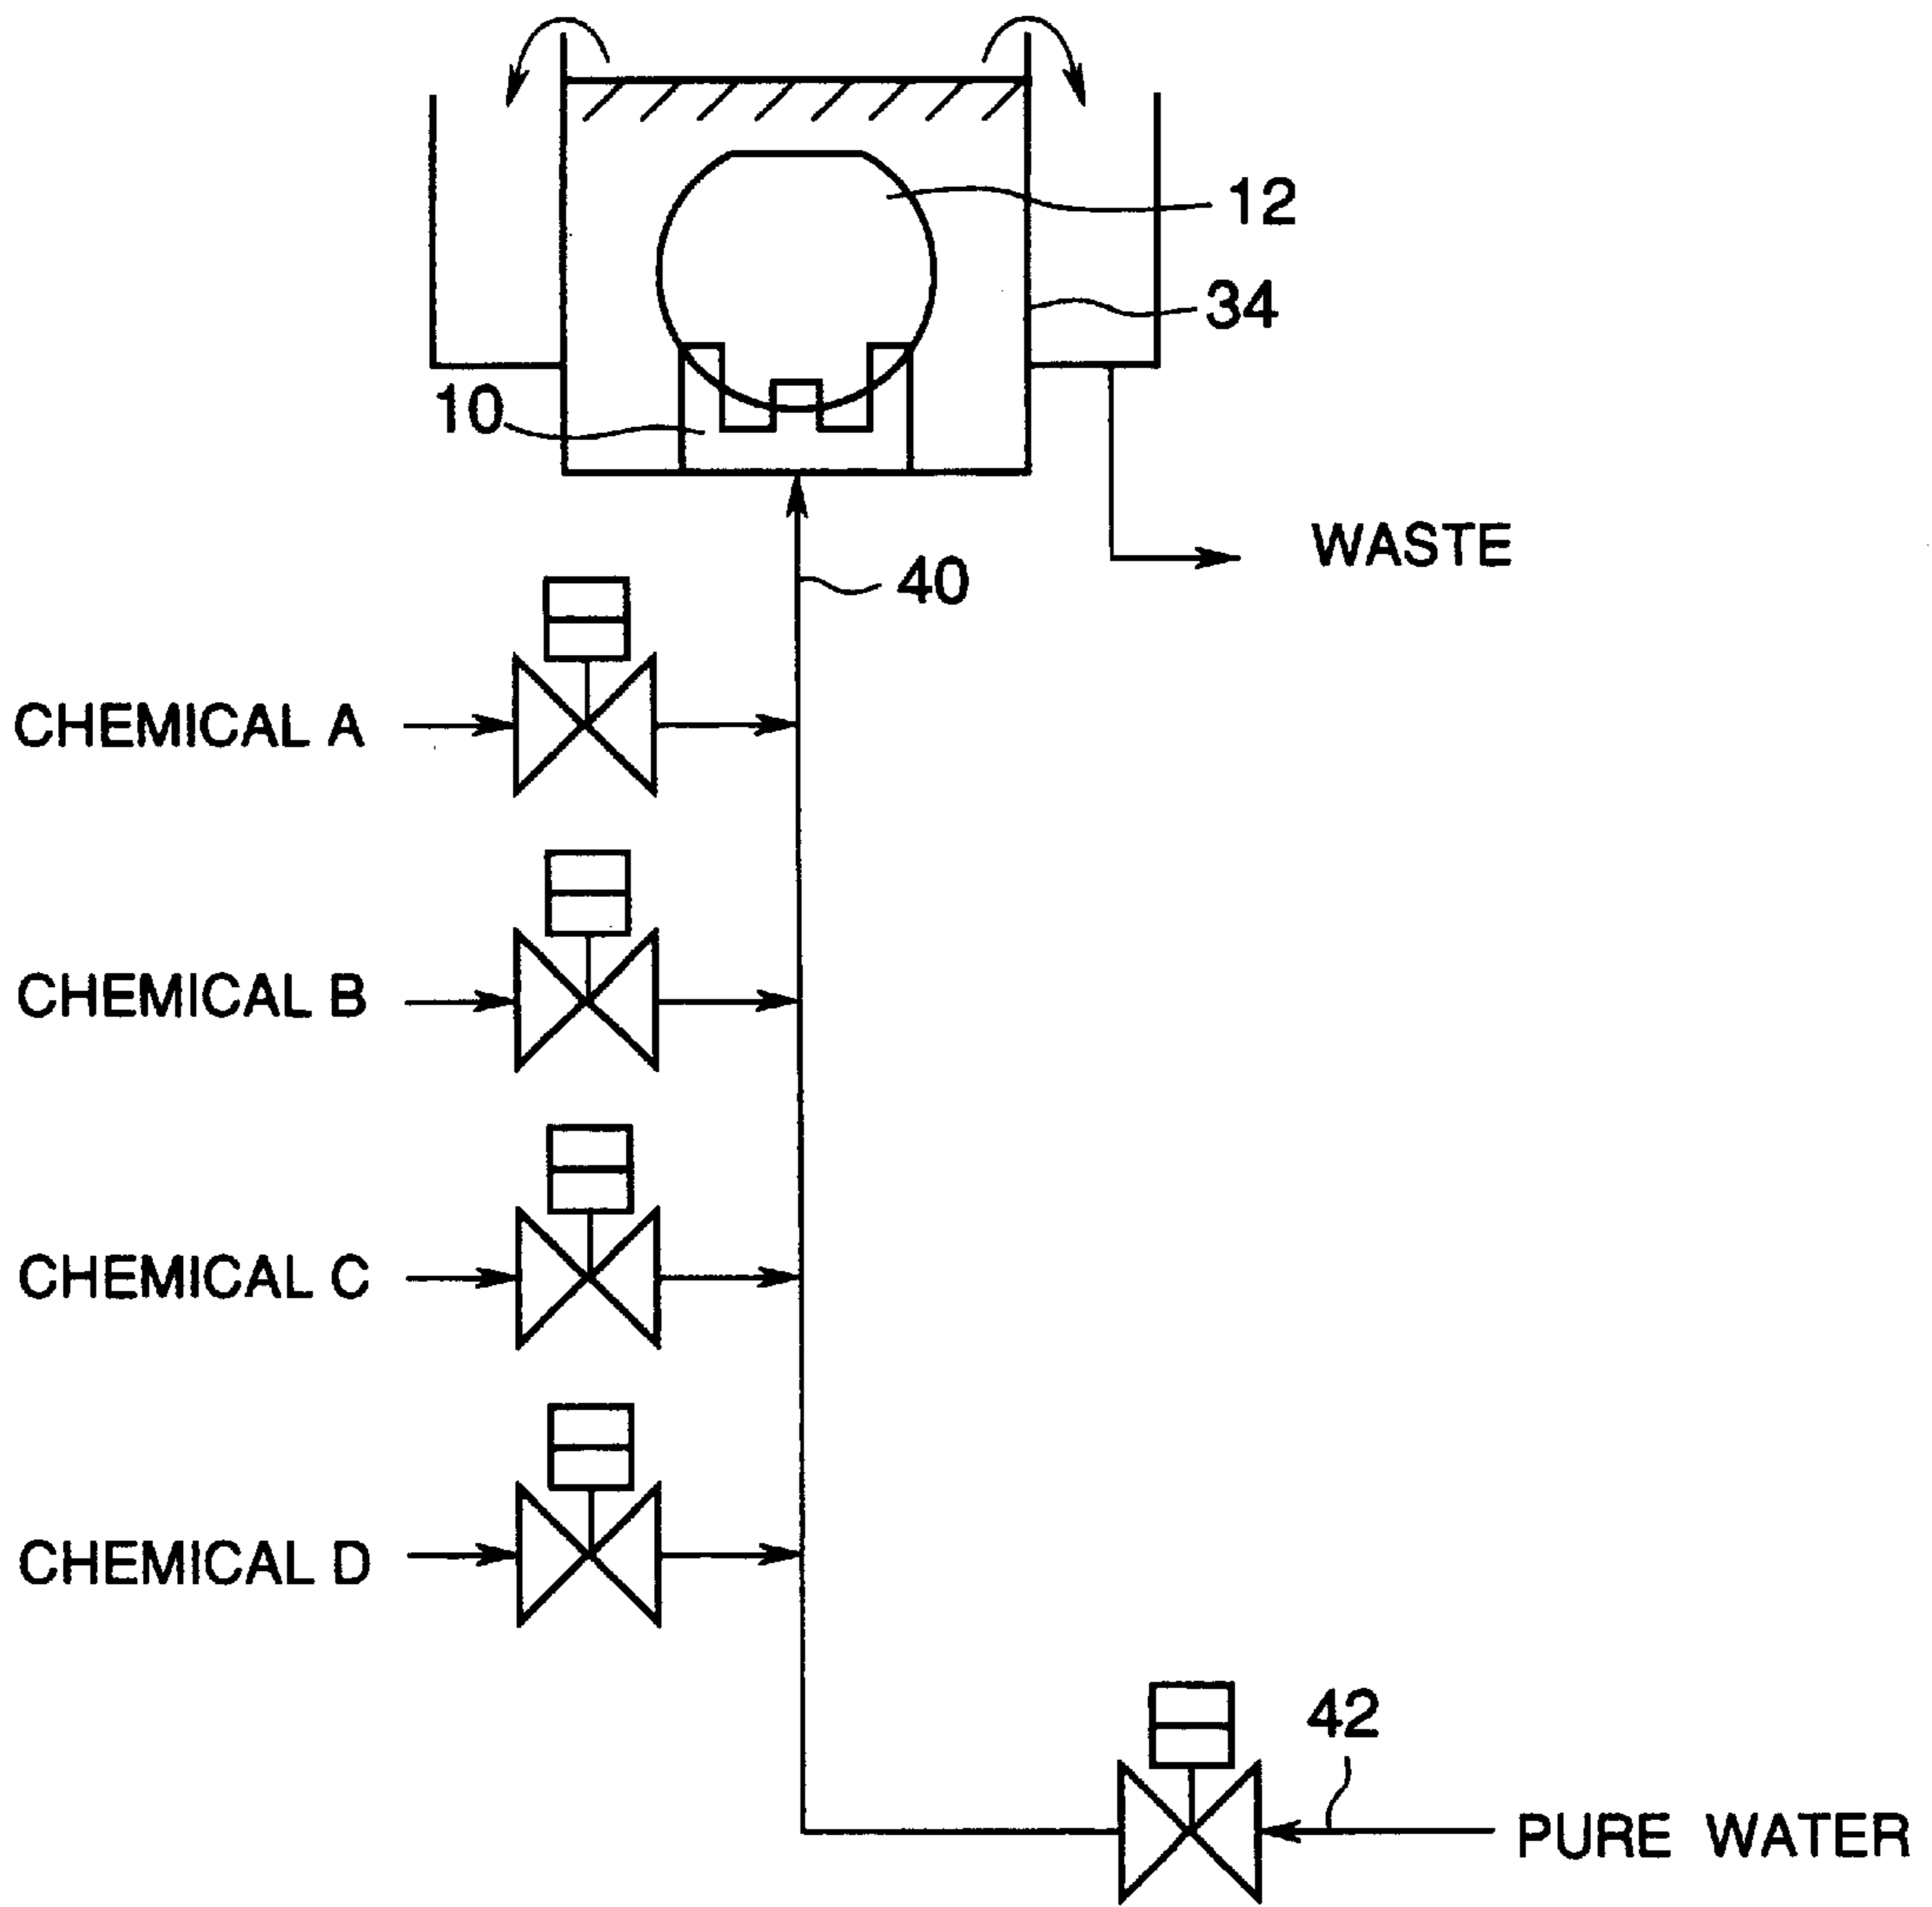 12
34
10
WASTE
40
CHEMICAL A
CHEMICAL B
CHEMICAL C
CHEMICAL D
42
PURE WATER